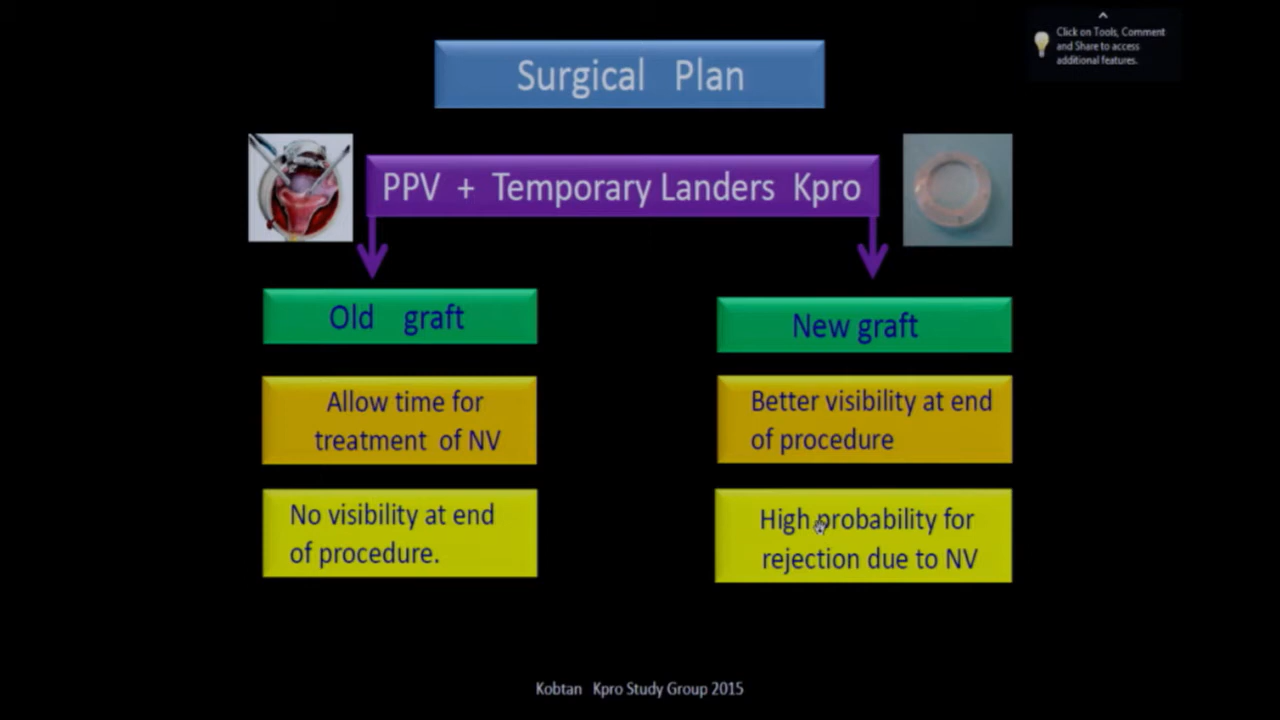 Surgical Plan
PPV + Temporary Landers Kpro
Old graft
Allow time for
treatment of NV
No visibility at end
of procedure.
New graft
Better visibility at end
of procedure
High probability for
rejection due to NV
Kobtan Kpro Study Group 2015
Click on Tools, Comment
and Share to access
additional features.